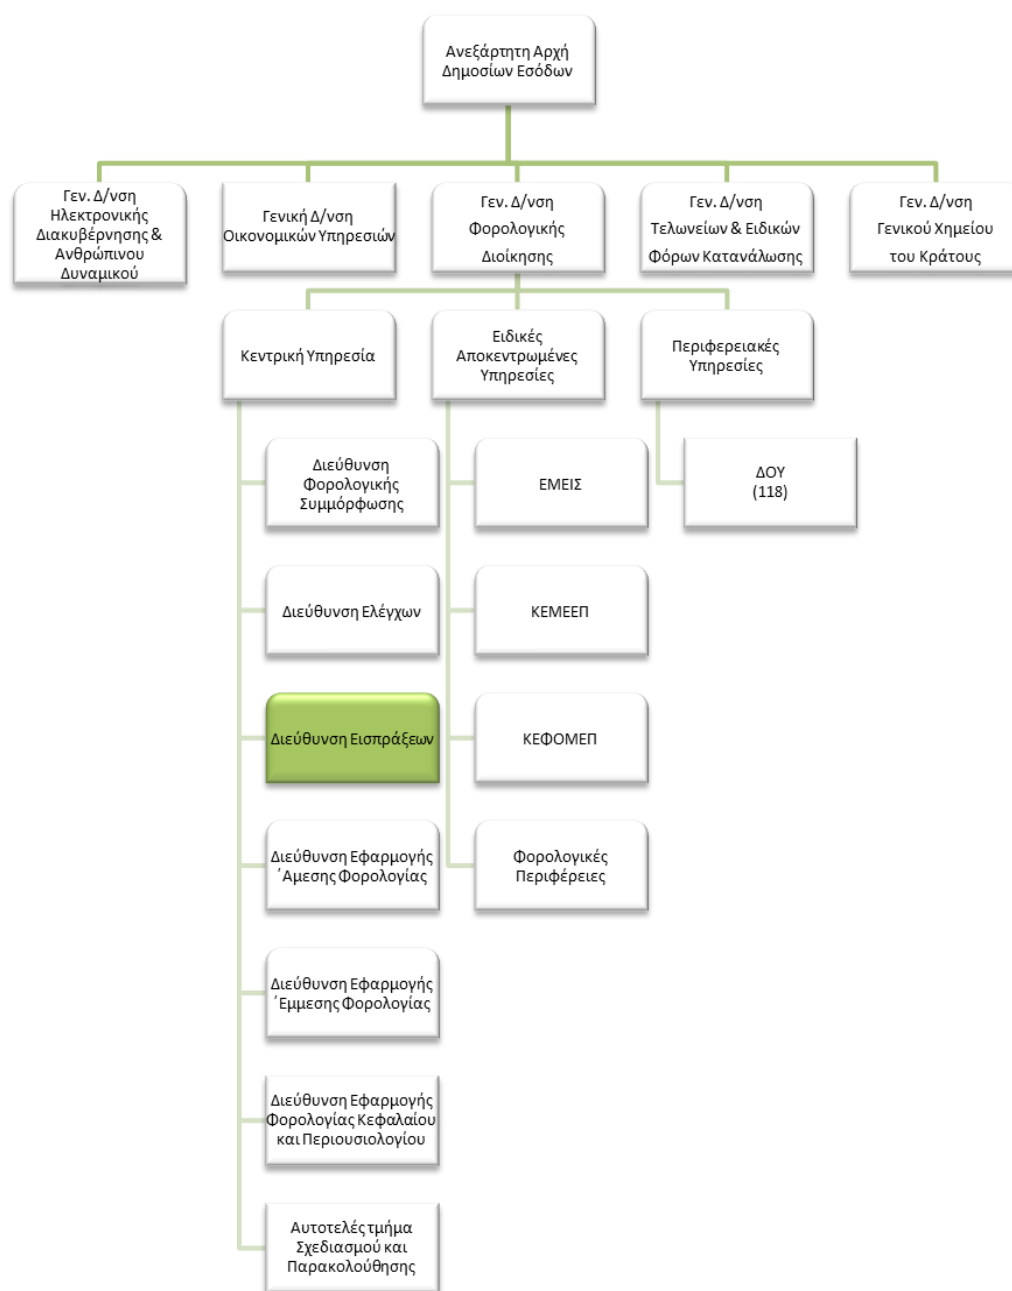 Ανεξάρτητη Αρχή
Δημοσίων Εσόδων
Γεν. Δ/νση
Ηλεκτρονικής
Διακυβέρνησης &
Ανθρώπινου
Δυναμικού
Γενική Δ/νση
Οικονομικών Υπηρεσιών
Γεν. Δ/νση
Φορολογικής
Διοίκησης
Γεν. Δ/νση
Τελωνείων & Ειδικών
Φόρων Κατανάλωσης
Γεν. Δ/νση
Γενικού Χημείου
του Κράτους
Κεντρική Υπηρεσία
Ειδικές
Αποκεντρωμένες
Υπηρεσίες
Περιφερειακές
Υπηρεσίες
Διεύθυνση
Φορολογικής
Συμμόρφωσης
ΕΜΕΙΣ
ΔΟΥ
(118)
Διεύθυνση Ελέγχων
ΚΕΜΕΕΠ
Διεύθυνση Εισπράξεων
ΚΕΦΟΜΕΠ
Διεύθυνση Εφαρμογής
΄Αμεσης Φορολογίας
Φορολογικές
Περιφέρειες
Διεύθυνση Εφαρμογής
΄Εμμεσης Φορολογίας
Διεύθυνση Εφαρμογής
Φορολογίας Κεφαλαίου
και Περιουσιολογίου
Αυτοτελές τμήμα
Σχεδιασμού και
Παρακολούθησης